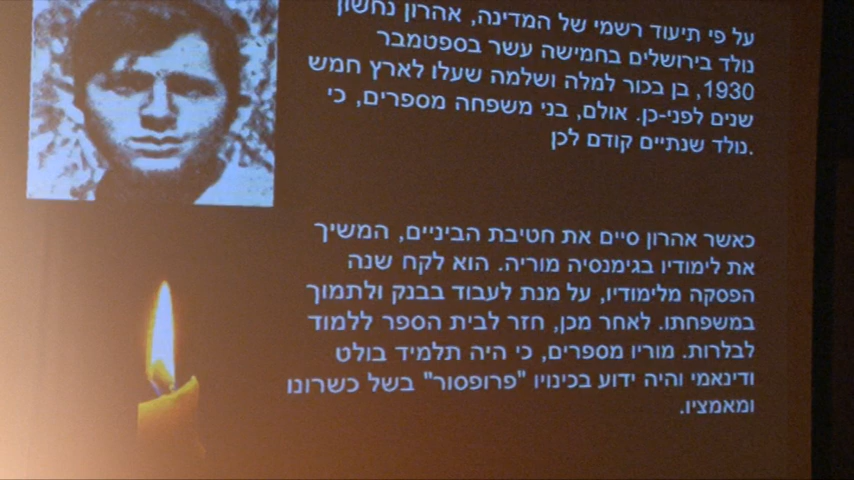 על פי תיעוד רשמי של המדינה, אהרון נחשון
נולד בירושלים בחמישה עשר בספטמבר
1930, בן בכור למלה ושלמה שעלו לארץ חמש
שנים לפני-כן. אולם, בני משפחה מספרים, כי
.נולד שנתיים קודם לכן
כאשר אהרון סיים את חטיבת הביניים, המשיך
את לימודיו בגימנסיה מוריה. הוא לקח שנה
הפסקה מלימודיו, על מנת לעבוד בבנק ולתמוך
במשפחתו. לאחר מכן, חזר לבית הספר ללמוד
לבלרות. מוריו מספרים, כי היה תלמיד בולט
ודינאמי והיה ידוע בכינויו "פרופסור" בשל כשרונו
ומאמציו.